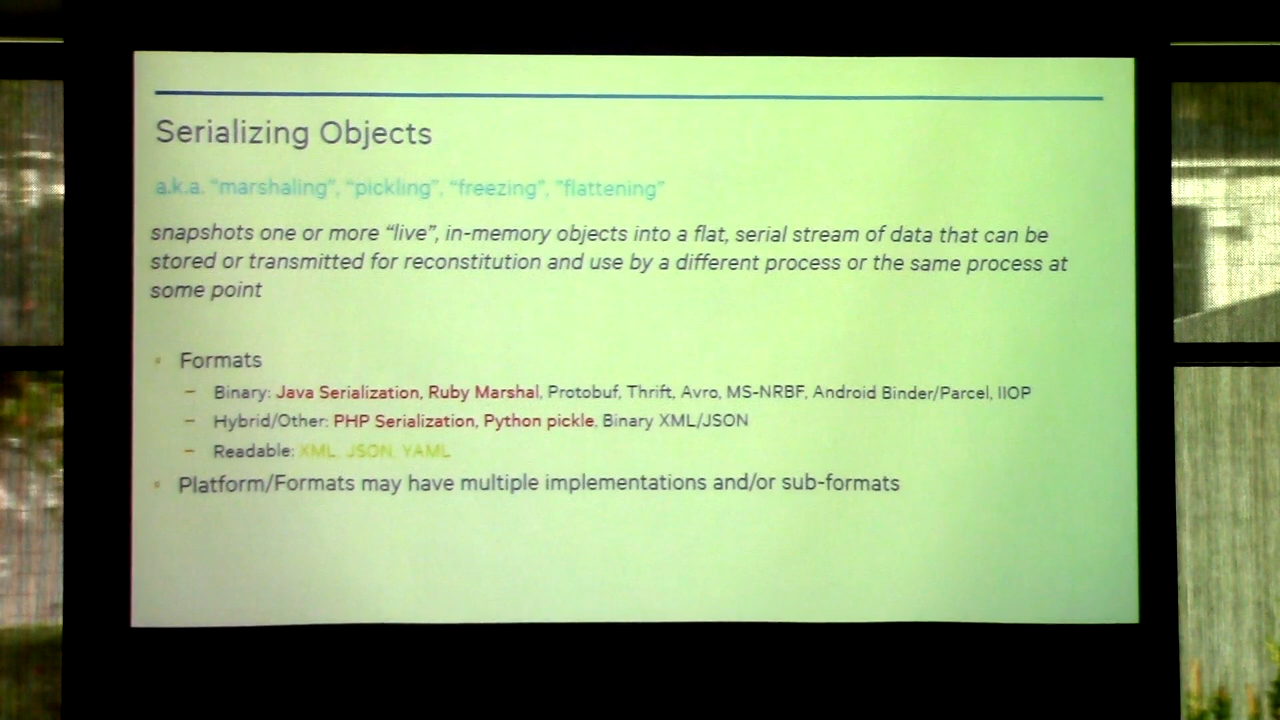 Serializing Objects
a.k.a. "marshaling", "pickling", "freezing", "flattening"
snapshots one or more "live", in-memory objects into a flat, serial stream of data that can be
stored or transmitted for reconstitution and use by a different process or the same process at
some point
• Formats
– Binary: Java Serialization, Ruby Marshal, Protobuf, Thrift, Avro, MS-NRBF, Android Binder/Parcel, IIOP
– Hybrid/Other: PHP Serialization, Python pickle, Binary XML/JSON
– Readable: XML, JSON, YAML
• Platform/Formats may have multiple implementations and/or sub-formats